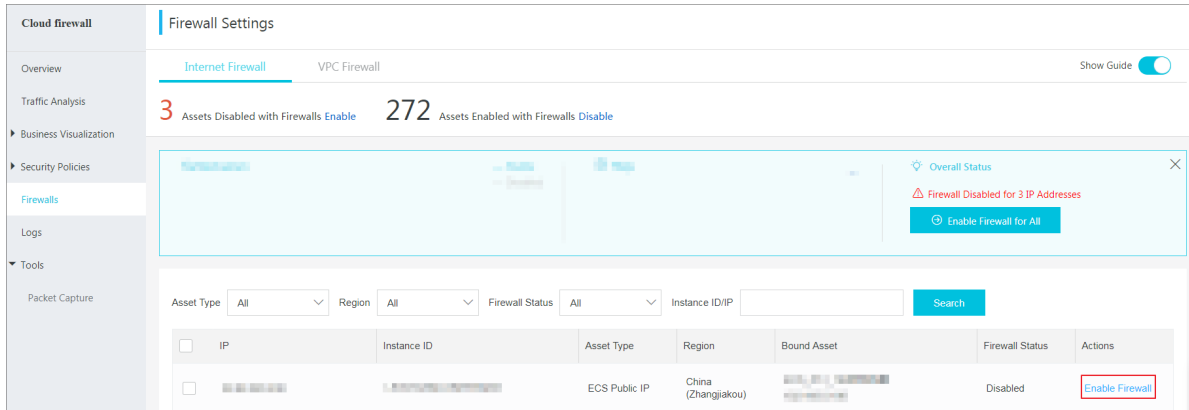 Cloud firewall
Firewall Settings
Overview
Traffic Analysis
Business Visualization
Security Policies
Firewalls
Logs
Tools
Packet Capture
Internet Firewall VPC Firewall Show Guide
3 Assets Disabled with Firewalls Enable 272 Assets Enabled with Firewalls Disable
Overall Status
Firewall Disabled for 3 IP Addresses
Enable Firewall for All
Asset Type All Region All Firewall Status All Instance ID/IP Search
IP Instance ID Asset Type Region Bound Asset Firewall Status Actions
ECS Public IP China (Zhangjiakou) Disabled Enable Firewall